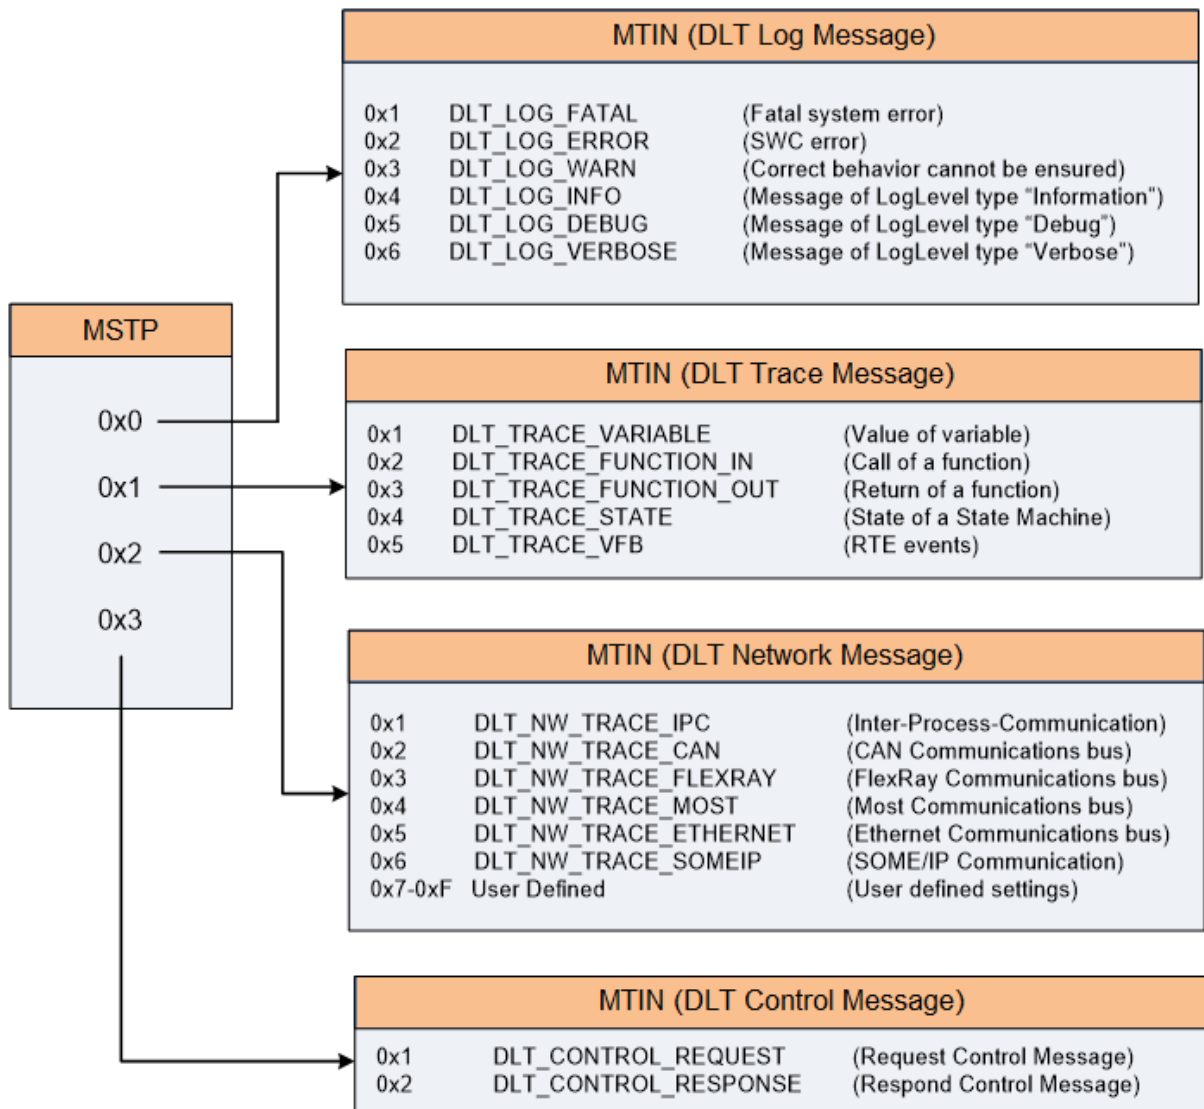 MTIN (DLT Log Message)
0x1 DLT_LOG_FATAL (Fatal system error)
0x2 DLT_LOG_ERROR (SWC error)
0x3 DLT_LOG_WARN (Correct behavior cannot be ensured)
0x4 DLT_LOG_INFO (Message of LogLevel type “Information”)
0x5 DLT_LOG_DEBUG (Message of LogLevel type “Debug”)
0x6 DLT_LOG_VERBOSE (Message of LogLevel type “Verbose”)
MSTP
0x0
0x1
0x2
0x3
MTIN (DLT Trace Message)
0x1 DLT_TRACE_VARIABLE (Value of variable)
0x2 DLT_TRACE_FUNCTION_IN (Call of a function)
0x3 DLT_TRACE_FUNCTION_OUT (Return of a function)
0x4 DLT_TRACE_STATE (State of a State Machine)
0x5 DLT_TRACE_VFB (RTE events)
MTIN (DLT Network Message)
0x1 DLT_NW_TRACE_IPC (Inter-Process-Communication)
0x2 DLT_NW_TRACE_CAN (CAN Communications bus)
0x3 DLT_NW_TRACE_FLEXRAY (FlexRay Communications bus)
0x4 DLT_NW_TRACE_MOST (Most Communications bus)
0x5 DLT_NW_TRACE_ETHERNET (Ethernet Communications bus)
0x6 DLT_NW_TRACE_SOMEIP (SOME/IP Communication)
0x7-0xF User Defined (User defined settings)
MTIN (DLT Control Message)
0x1 DLT_CONTROL_REQUEST (Request Control Message)
0x2 DLT_CONTROL_RESPONSE (Respond Control Message)